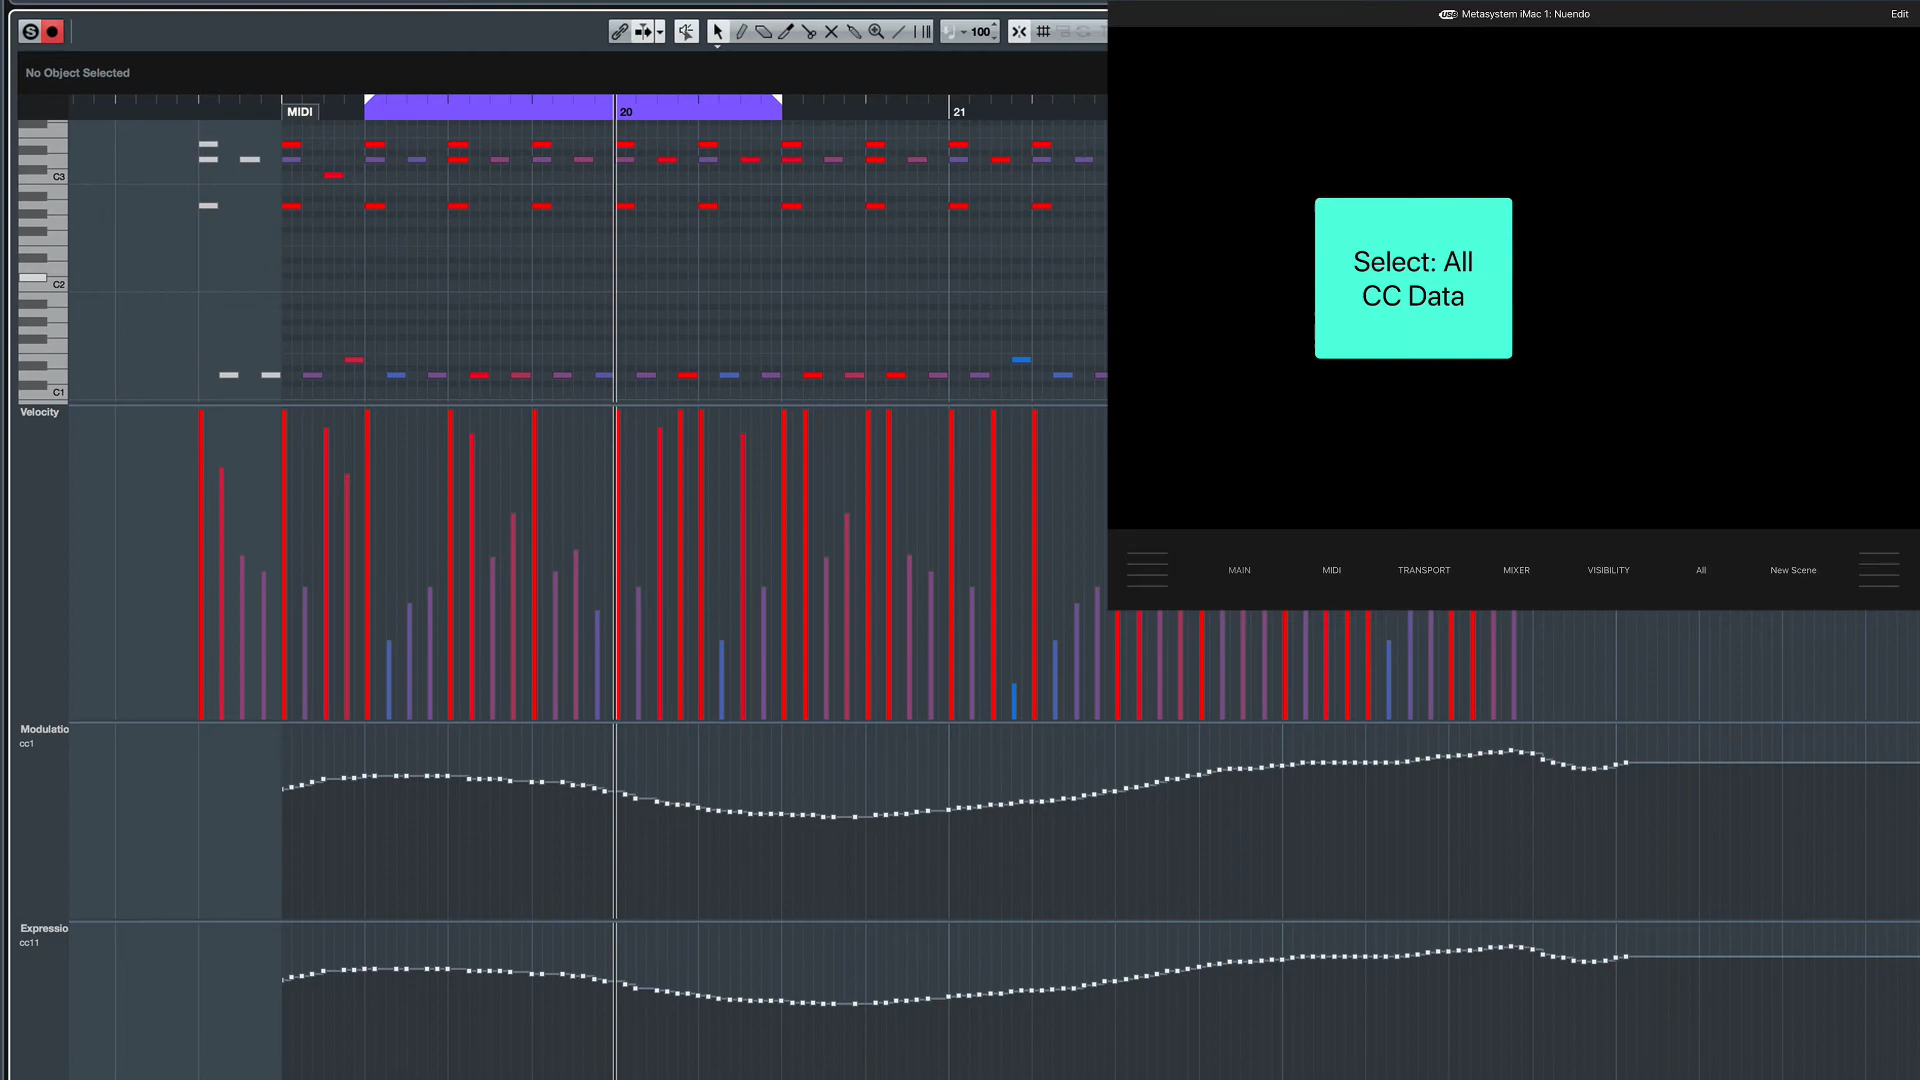 USE Metasystem iMac 1: Nuendo
Edit
100
No Object Selected
MIDI
20
21
C3
C2
C1
Select: All
CC Data
Velocity
MAIN
MIDI
TRANSPORT
MIXER
VISIBILITY
All
New Scene
Modulatio
cc1
Expressio
cc11